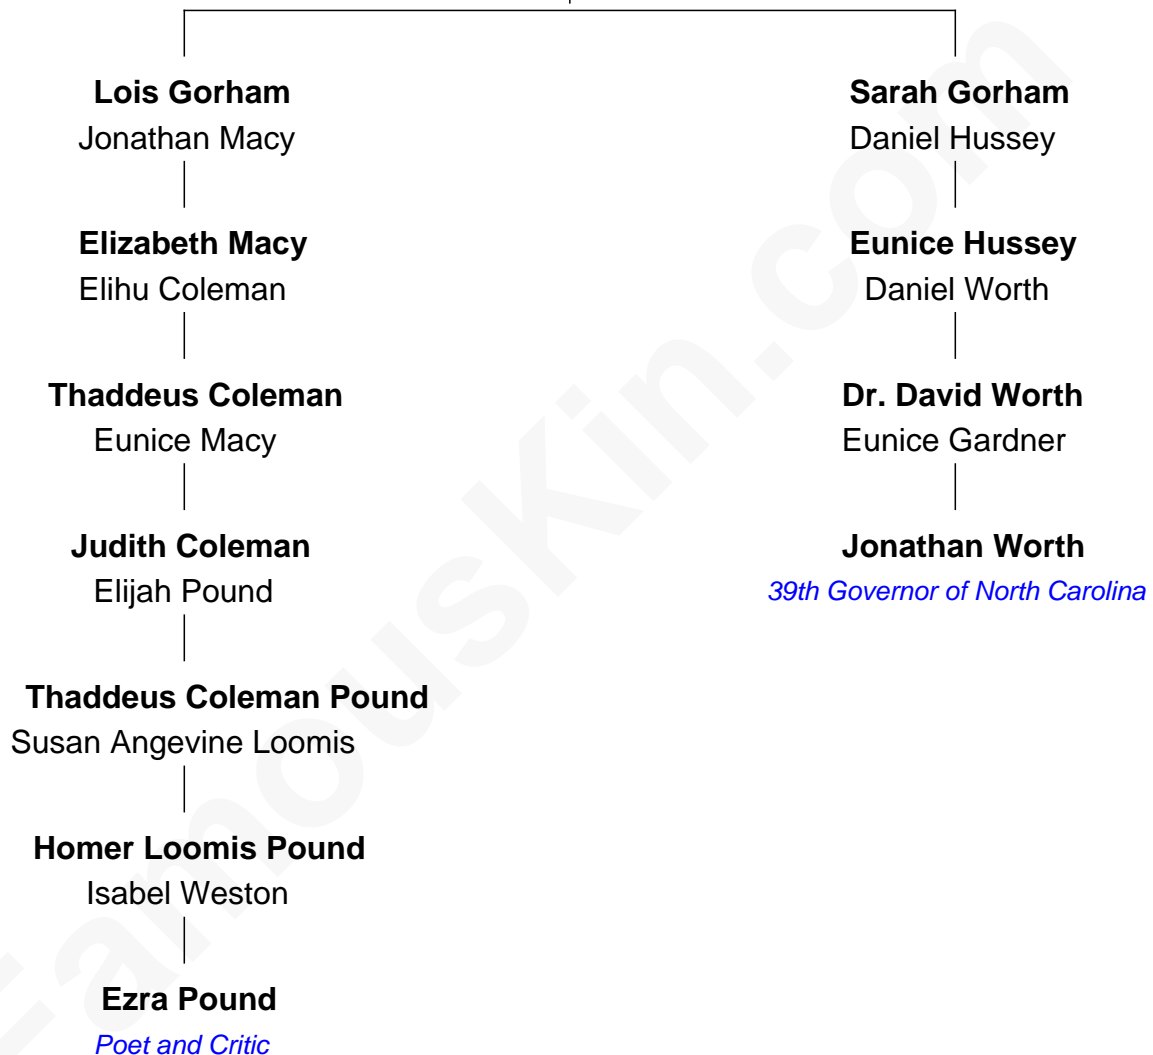 Lois Gorham
Jonathan Macy
Elizabeth Macy
Elihu Coleman
Thaddeus Coleman
Eunice Macy
Judith Coleman
Elijah Pound
Thaddeus Coleman Pound
Susan Angevine Loomis
Homer Loomis Pound
Isabel Weston
Ezra Pound
Poet and Critic
Sarah Gorham
Daniel Hussey
Eunice Hussey
Daniel Worth
Dr. David Worth
Eunice Gardner
Jonathan Worth
39th Governor of North Carolina
FamousKin.com